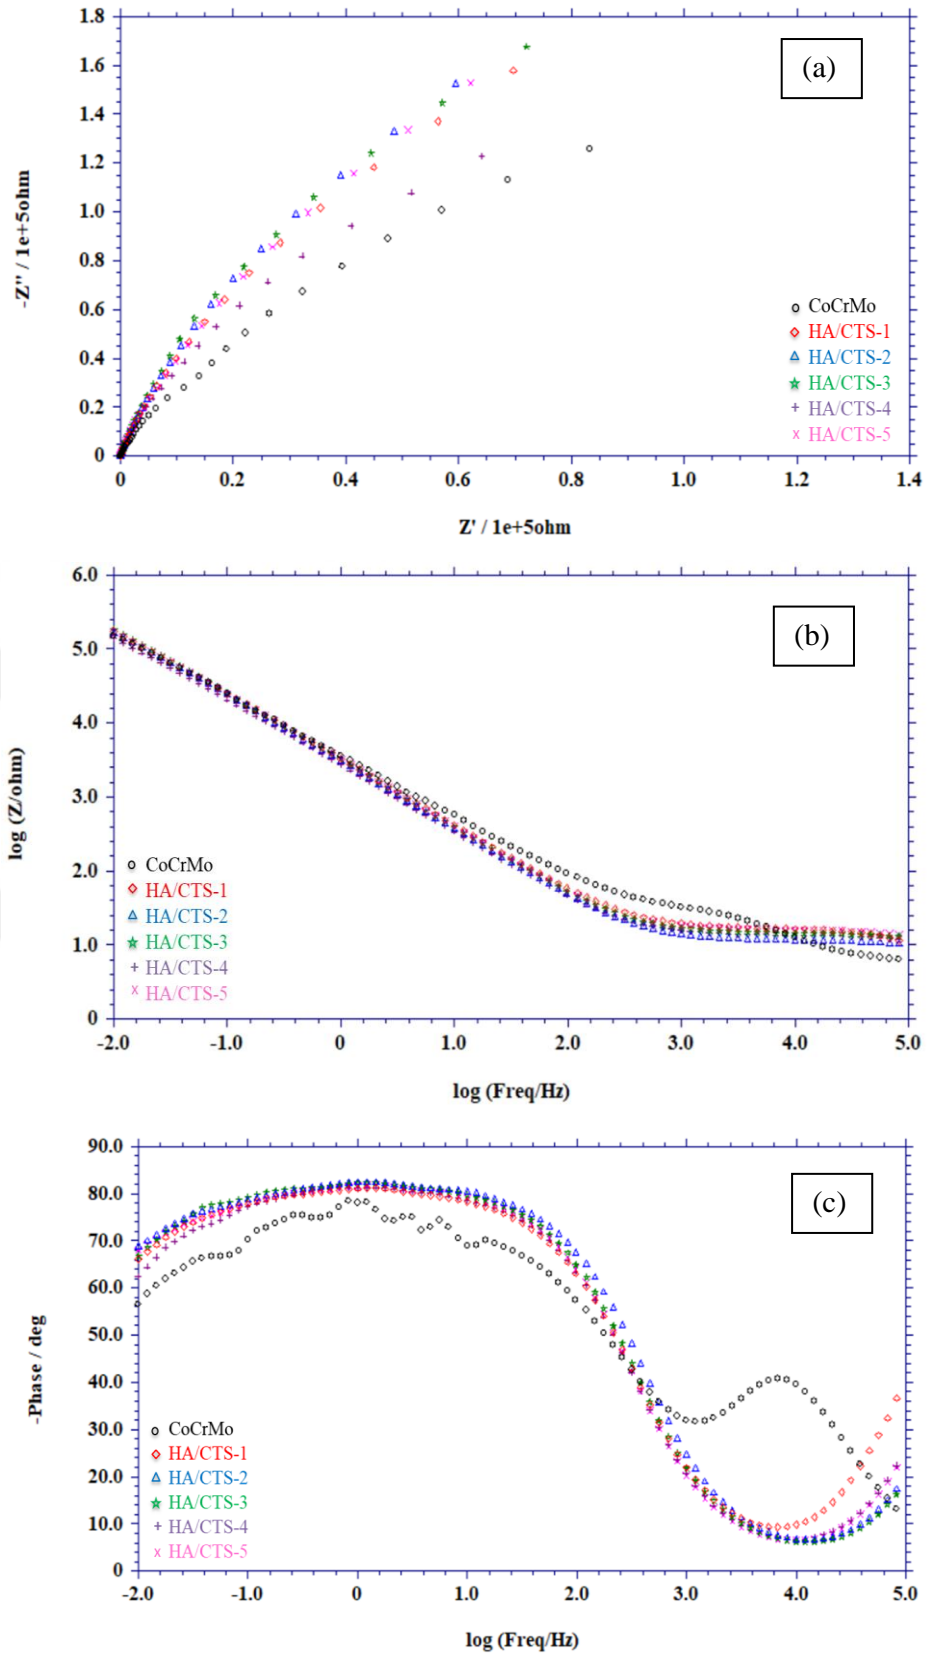 1.8
(a)
1.6
1.4
1.2
1.0
0.8
0.6
0.4
0.2
0
-Z'' / 1e+5ohm
CoCrMo
HA/CTS-1
HA/CTS-2
HA/CTS-3
HA/CTS-4
HA/CTS-5
0 0.2 0.4 0.6 0.8 1.0 1.2 1.4
Z' / 1e+5ohm
6.0
(b)
5.0
4.0
3.0
2.0
1.0
0
log (Z/ohm)
CoCrMo
HA/CTS-1
HA/CTS-2
HA/CTS-3
HA/CTS-4
HA/CTS-5
-2.0 -1.0 0 1.0 2.0 3.0 4.0 5.0
log (Freq/Hz)
90.0
(c)
80.0
70.0
60.0
50.0
40.0
30.0
20.0
10.0
0
-Phase / deg
CoCrMo
HA/CTS-1
HA/CTS-2
HA/CTS-3
HA/CTS-4
HA/CTS-5
-2.0 -1.0 0 1.0 2.0 3.0 4.0 5.0
log (Freq/Hz)